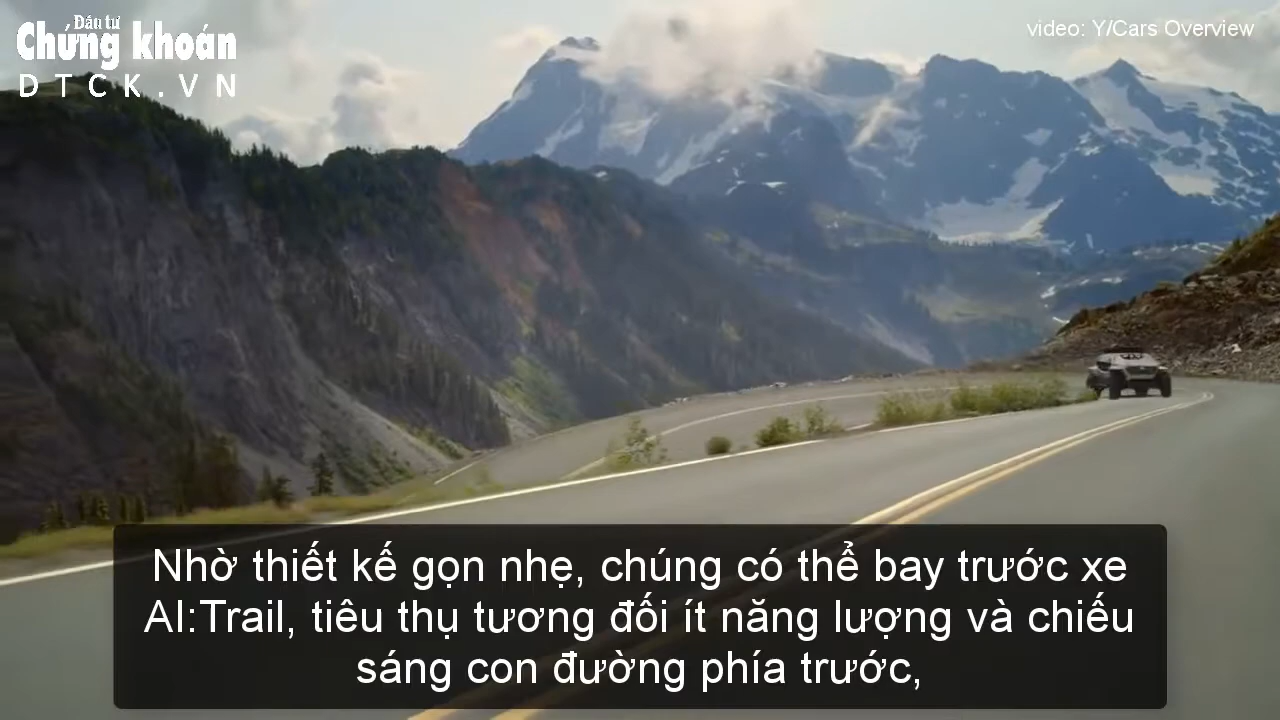 Đầu tư
Chứng khoán
DTCK.VN
video: Y/Cars Overview
Nhờ thiết kế gọn nhẹ, chúng có thể bay trước xe
AI:Trail, tiêu thụ tương đối ít năng lượng và chiếu
sáng con đường phía trước,